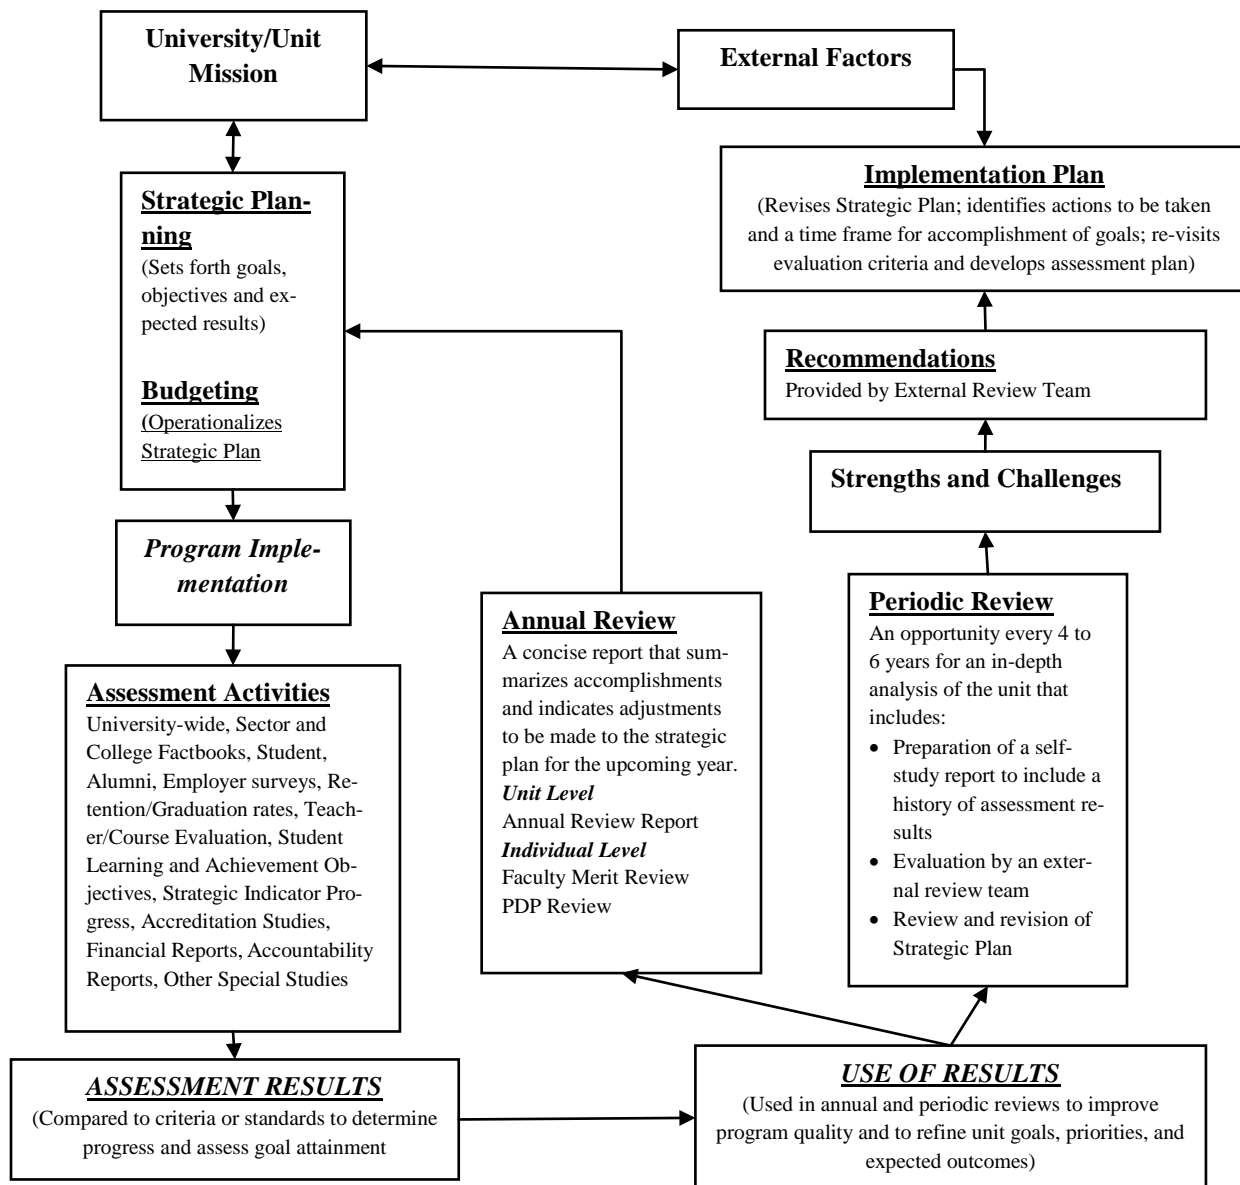 University/Unit
Mission
External Factors
Strategic Plan-
ning
(Sets forth goals,
objectives and ex-
pected results)
Budgeting
(Operationalizes
Strategic Plan
Implementation Plan
(Revises Strategic Plan; identifies actions to be taken
and a time frame for accomplishment of goals; re-visits
evaluation criteria and develops assessment plan)
Recommendations
Provided by External Review Team
Strengths and Challenges
Program Imple-
mentation
Annual Review
A concise report that sum-
marizes accomplishments
and indicates adjustments
to be made to the strategic
plan for the upcoming year.
Unit Level
Annual Review Report
Individual Level
Faculty Merit Review
PDP Review
Periodic Review
An opportunity every 4 to
6 years for an in-depth
analysis of the unit that
includes:
• Preparation of a self-
study report to include a
history of assessment re-
sults
• Evaluation by an exter-
nal review team
• Review and revision of
Strategic Plan
Assessment Activities
University-wide, Sector and
College Factbooks, Student,
Alumni, Employer surveys, Re-
tention/Graduation rates, Teach-
er/Course Evaluation, Student
Learning and Achievement Ob-
jectives, Strategic Indicator Pro-
gress, Accreditation Studies,
Financial Reports, Accountability
Reports, Other Special Studies
ASSESSMENT RESULTS
(Compared to criteria or standards to determine
progress and assess goal attainment
USE OF RESULTS
(Used in annual and periodic reviews to improve
program quality and to refine unit goals, priorities, and
expected outcomes)